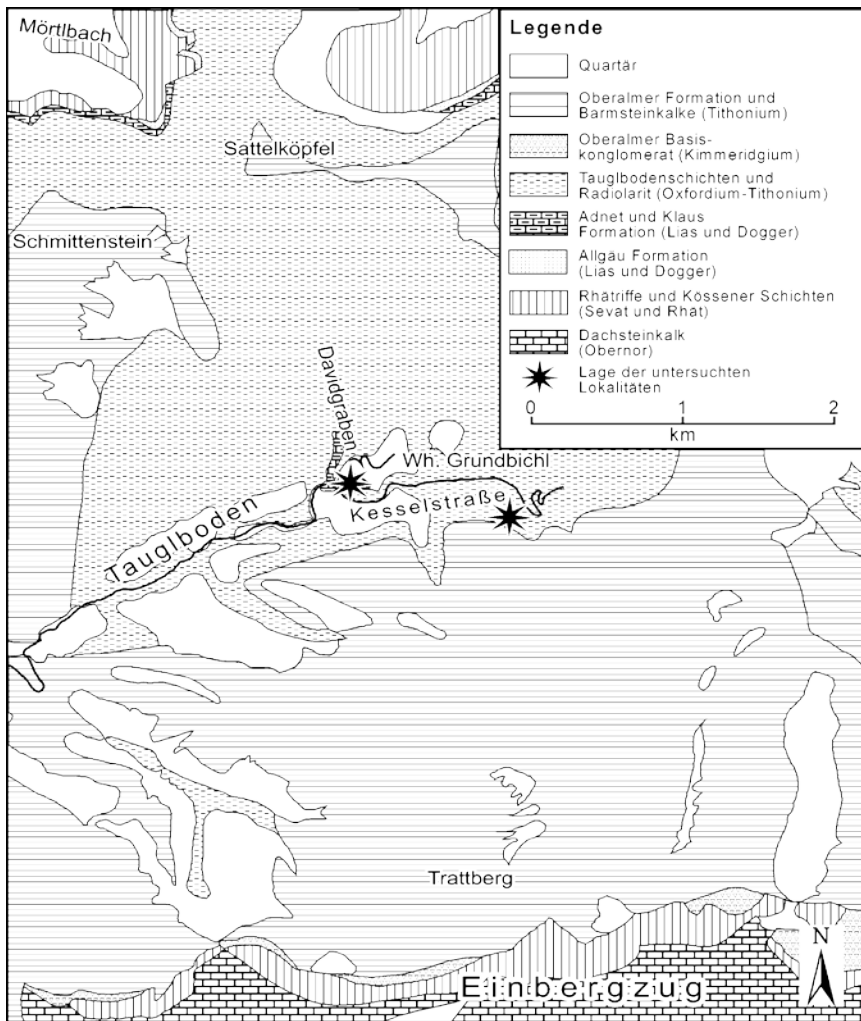 Mörtlbach
Sattelköpfel
Schmittenstein
Davidgraben
Wh. Grundbichl
Kesselstraße
Tauglboden
Trattberg
Einbergzug
N
Legende
Quartär
Oberalmer Formation und
Barmsteinkalke (Tithonium)
Oberalmer Basis-
konglomerat (Kimmeridgium)
Tauglbodenschichten und
Radiolarit (Oxfordium-Tithonium)
Adnet und Klaus
Formation (Lias und Dogger)
Allgäu Formation
(Lias und Dogger)
Rhätriffe und Kössener Schichten
(Sevat und Rhät)
Dachsteinkalk
(Obernor)
Lage der untersuchten
Lokalitäten
0 1 2
km